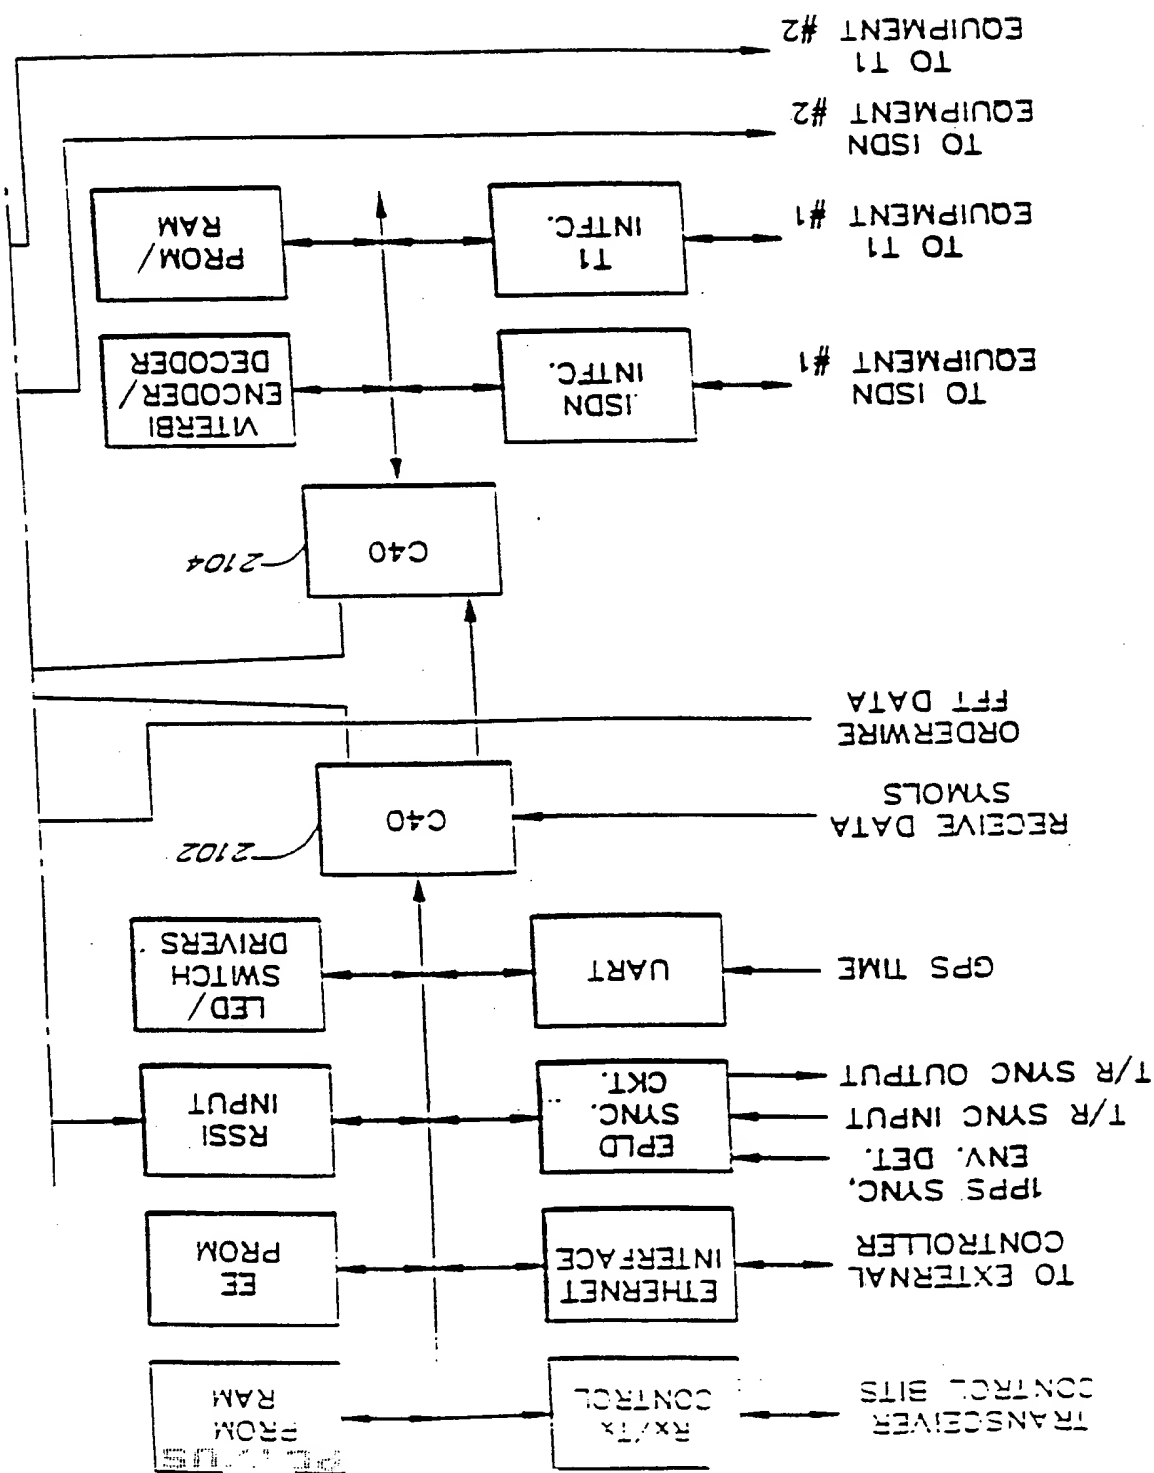 TRANSCEIVER
CONTROL BITS
Rx/Tx
CONTROL
PROM
RAM
TO EXTERNAL
CONTROLLER
ETHERNET
INTERFACE
EE
PROM
1PPS SYNC,
ENV. DET.
T/R SYNC INPUT
T/R SYNC OUTPUT
EPLD
SYNC.
CKT.
RSSI
INPUT
GPS TIME
UART
LED/
SWITCH
DRIVERS
RECEIVE DATA
SYMOLS
C40
2102
ORDERWIRE
FFT DATA
C40
2104
TO ISDN
EQUIPMENT #1
ISDN
INTFC.
VITERBI
ENCODER/
DECODER
TO T1
EQUIPMENT #1
T1
INTFC.
PROM/
RAM
TO ISDN
EQUIPMENT #2
TO T1
EQUIPMENT #2